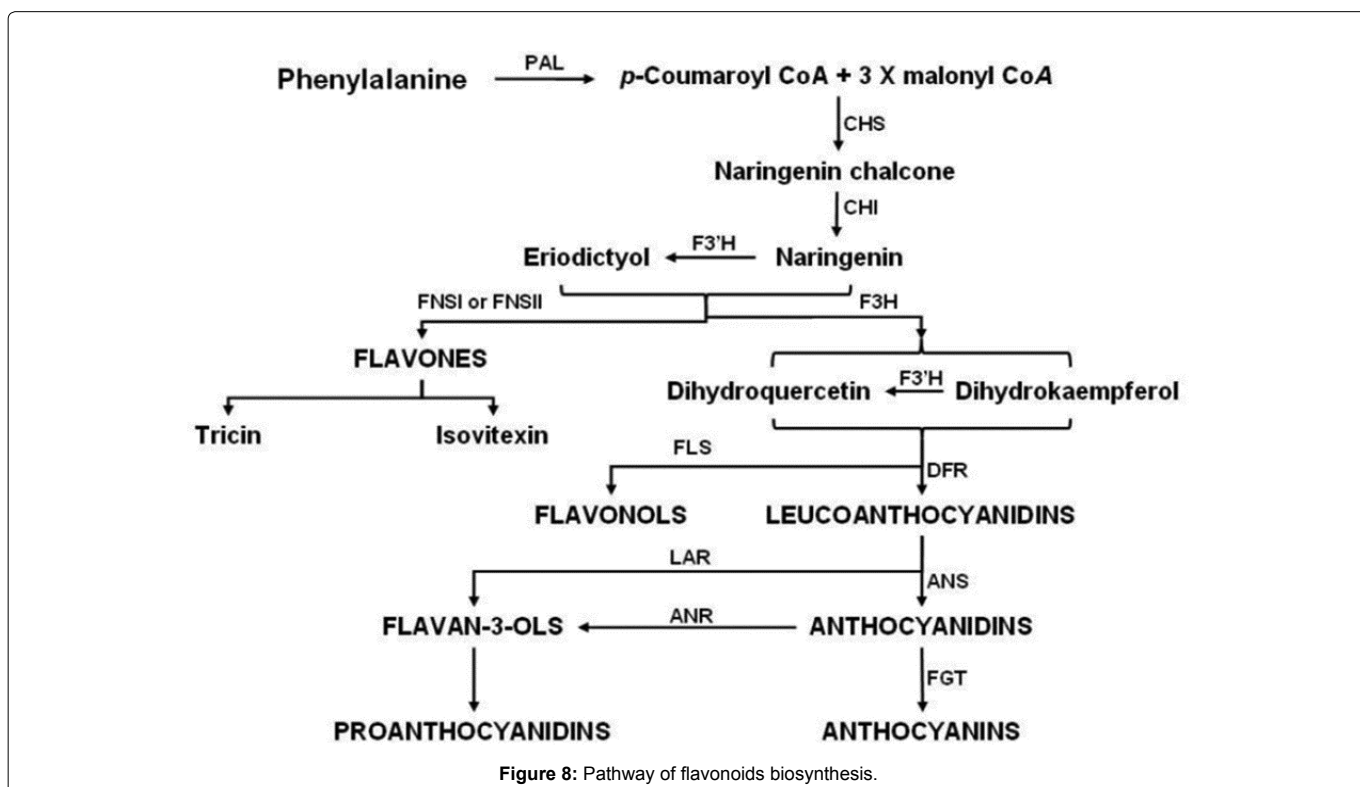 PAL
Phenylalanine p-Coumaroyl CoA + 3 X malonyl CoA
CHS
Naringenin chalcone
CHI
Eriodictyol F3'H Naringenin
FNSI or FNSII F3H
FLAVONES
Dihydroquercetin F3'H Dihydrokaempferol
Tricin Isovitexin
FLS
DFR
FLAVONOLS LEUCOANTHOCYANIDINS
LAR
ANS
FLAVAN-3-OLS ANR ANTHOCYANIDINS
FGT
PROANTHOCYANIDINS ANTHOCYANINS
Figure 8: Pathway of flavonoids biosynthesis.